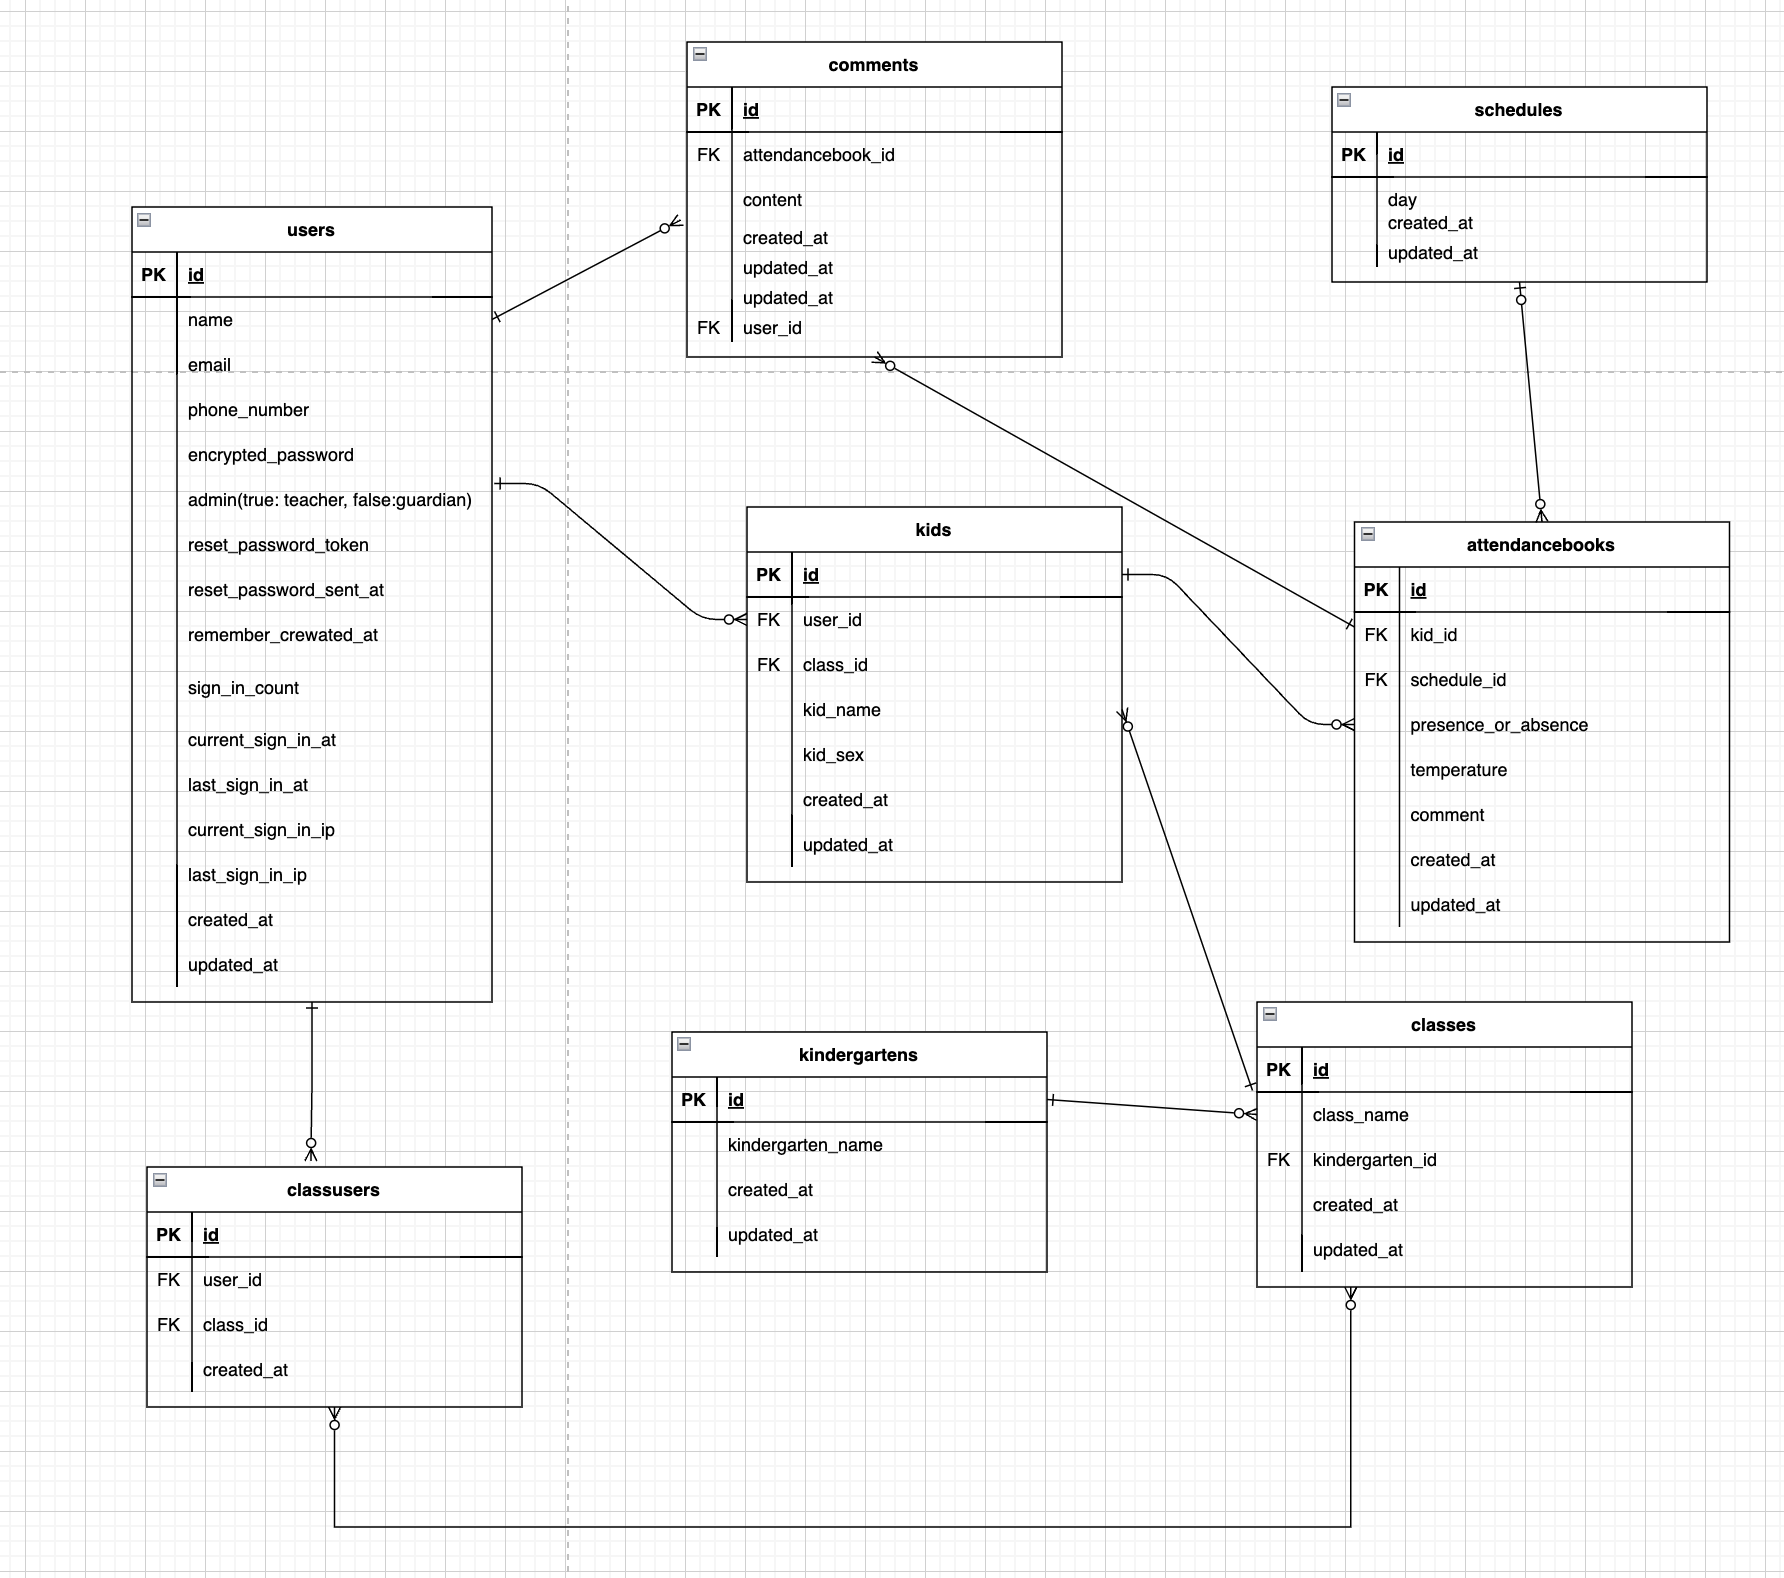 comments
PK id
FK attendancebook_id
content
created_at
updated_at
updated_at
FK user_id
schedules
PK id
day
created_at
updated_at
users
PK id
name
email
phone_number
encrypted_password
admin(true: teacher, false:guardian)
reset_password_token
reset_password_sent_at
remember_crewated_at
sign_in_count
current_sign_in_at
last_sign_in_at
current_sign_in_ip
last_sign_in_ip
created_at
updated_at
kids
PK id
FK user_id
FK class_id
kid_name
kid_sex
created_at
updated_at
attendancebooks
PK id
FK kid_id
FK schedule_id
presence_or_absence
temperature
comment
created_at
updated_at
kindergartens
PK id
kindergarten_name
created_at
updated_at
classes
PK id
class_name
FK kindergarten_id
created_at
updated_at
classusers
PK id
FK user_id
FK class_id
created_at